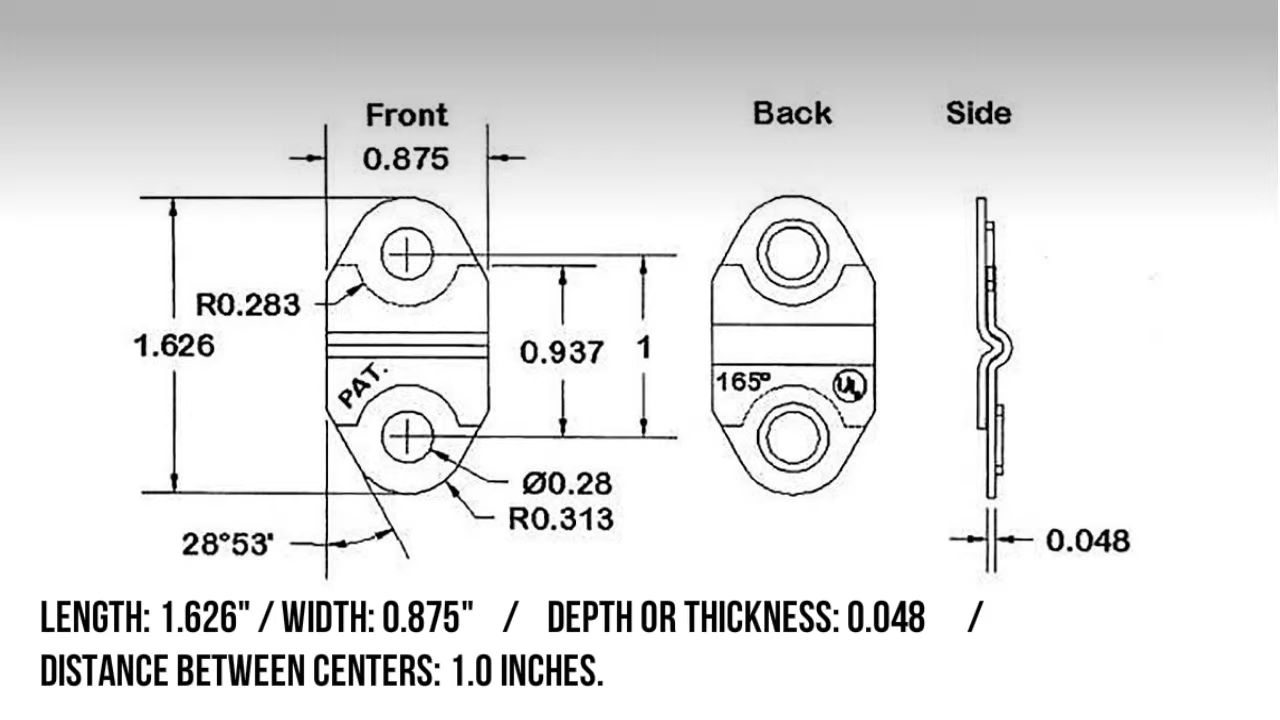 Front
Back
Side
0.875
R0.283
1.626
0.937
1
PAT.
165º
UL
Ø0.28
R0.313
28°53'
0.048
LENGTH: 1.626" / WIDTH: 0.875" / DEPTH OR THICKNESS: 0.048 /
DISTANCE BETWEEN CENTERS: 1.0 INCHES.